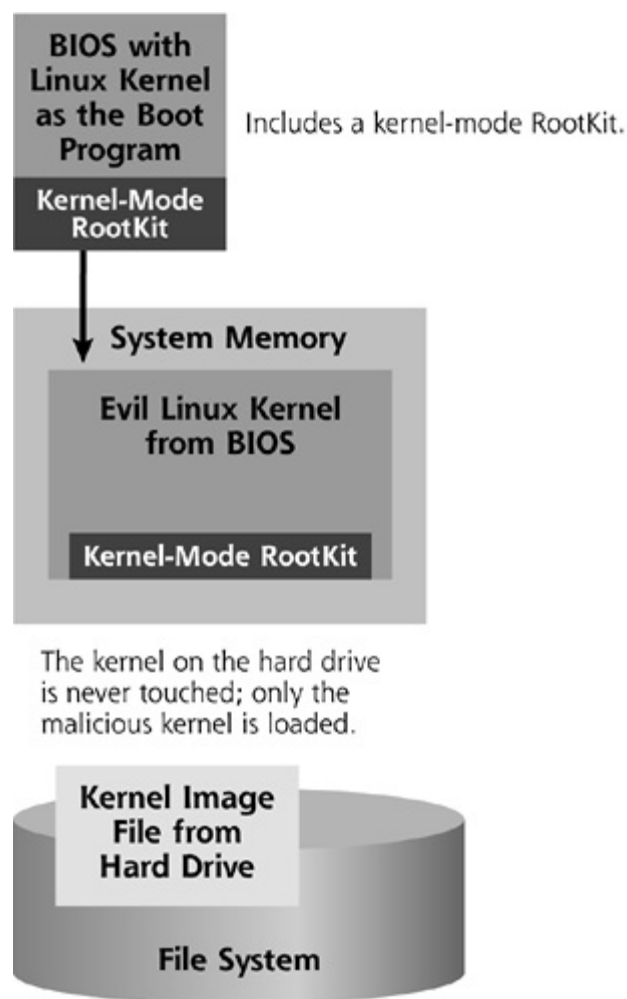 BIOS with
Linux Kernel
as the Boot
Program
Includes a kernel-mode RootKit.
Kernel-Mode
RootKit
System Memory
Evil Linux Kernel
from BIOS
Kernel-Mode RootKit
The kernel on the hard drive
is never touched; only the
malicious kernel is loaded.
Kernel Image
File from
Hard Drive
File System